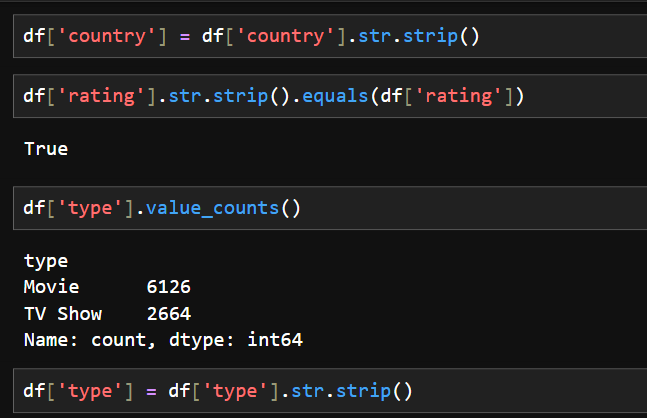 df['country'] = df['country'].str.strip()
df['rating'].str.strip().equals(df['rating'])
True
df['type'].value_counts()
type
Movie      6126
TV Show    2664
Name: count, dtype: int64
df['type'] = df['type'].str.strip()